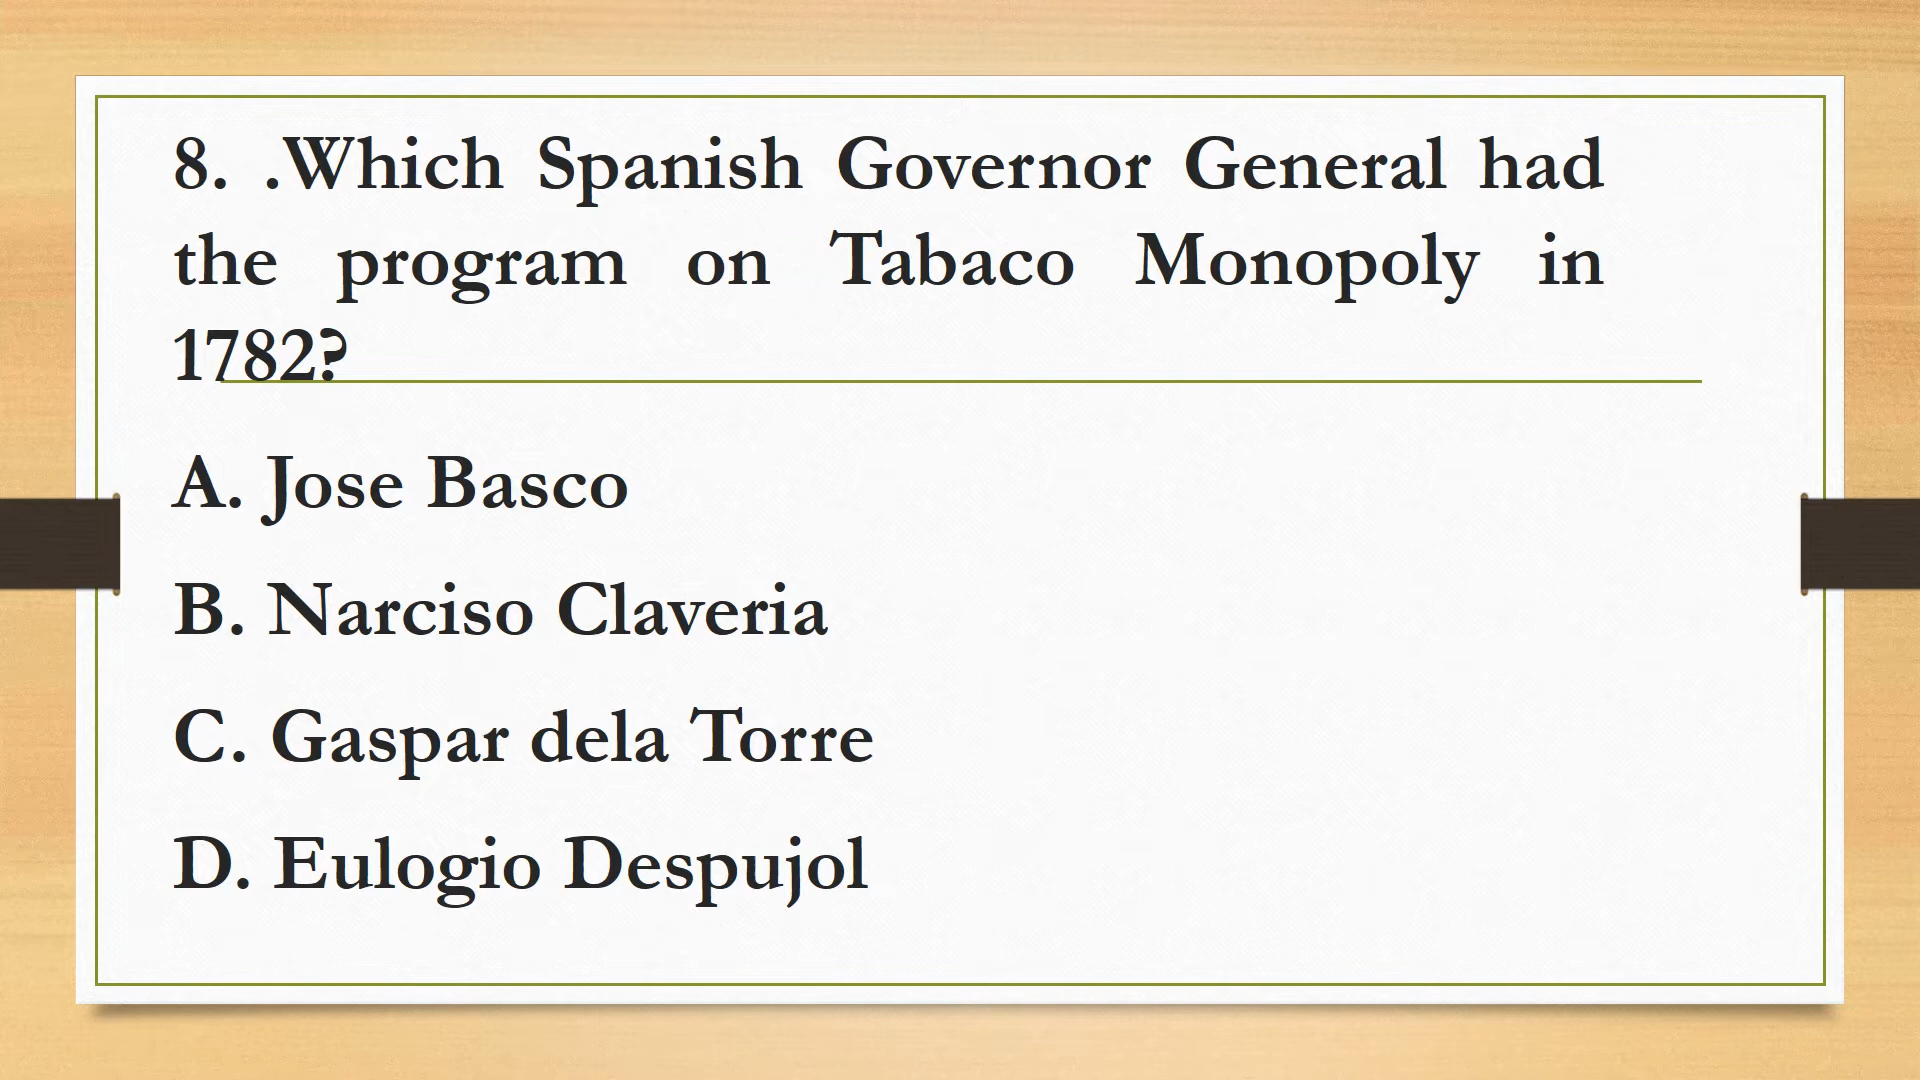 8. .Which Spanish Governor General had
the program on Tabaco Monopoly in
1782?
A. Jose Basco
B. Narciso Claveria
C. Gaspar dela Torre
D. Eulogio Despujol